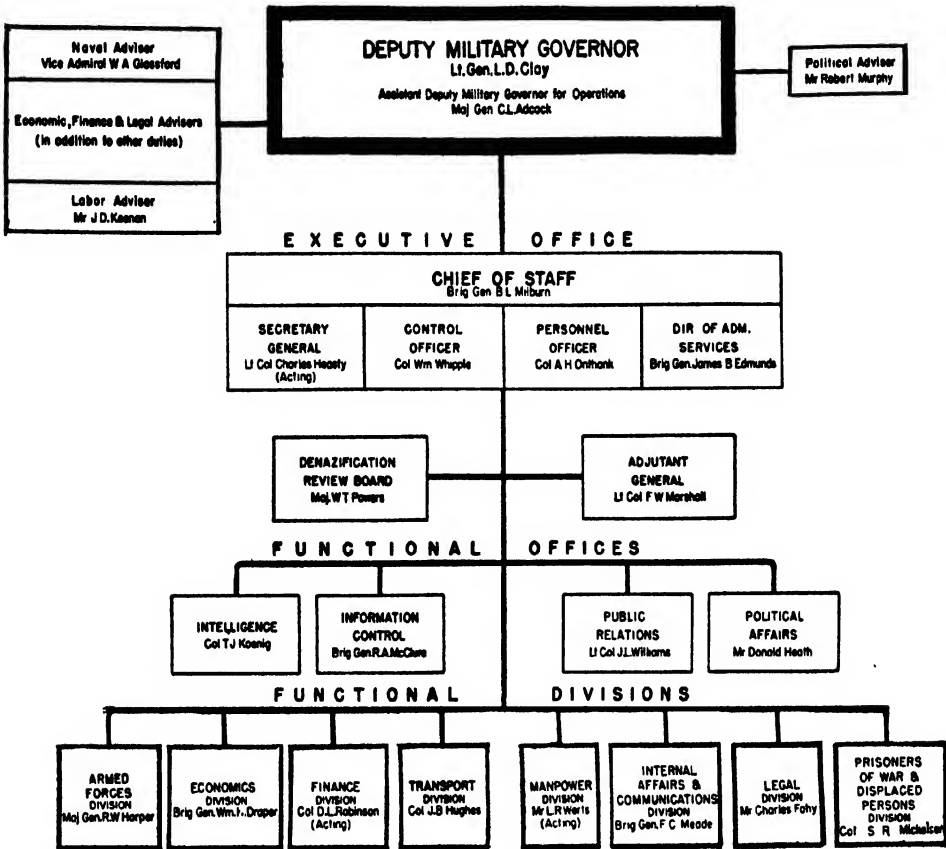 Naval Adviser
Vice Admiral W A Glassford
Economic, Finance & Legal Advisers
(in addition to other duties)
Labor Adviser
Mr J D. Keenan
DEPUTY MILITARY GOVERNOR
Lt. Gen. L.D. Clay
Assistant Deputy Military Governor for Operations
Maj Gen C.L. Adcock
Political Adviser
Mr Robert Murphy
EXECUTIVE OFFICE
CHIEF OF STAFF
Brig Gen B L Milburn
SECRETARY
GENERAL
Lt Col Charles Heasty
(Acting)
CONTROL
OFFICER
Col Wm Whipple
PERSONNEL
OFFICER
Col A H Onthank
DIR OF ADM.
SERVICES
Brig Gen. James B Edmunds
DENAZIFICATION
REVIEW BOARD
Maj. W T Powers
ADJUTANT
GENERAL
Lt Col F W Marshall
FUNCTIONAL OFFICES
INTELLIGENCE
Col T J Koenig
INFORMATION
CONTROL
Brig Gen. R.A. McClure
PUBLIC
RELATIONS
Lt Col J.L. Williams
POLITICAL
AFFAIRS
Mr Donald Heath
FUNCTIONAL DIVISIONS
ARMED
FORCES
DIVISION
Maj Gen. R.W Harper
ECONOMICS
DIVISION
Brig Gen. Wm. Draper
FINANCE
DIVISION
Col D.L. Robinson
(Acting)
TRANSPORT
DIVISION
Col J.B Hughes
MANPOWER
DIVISION
Mr L.R Werts
(Acting)
INTERNAL
AFFAIRS &
COMMUNICATIONS
DIVISION
Brig Gen. F C Meade
LEGAL
DIVISION
Mr Charles Fahy
PRISONERS
OF WAR &
DISPLACED
PERSONS
DIVISION
Col S R Mickelsen